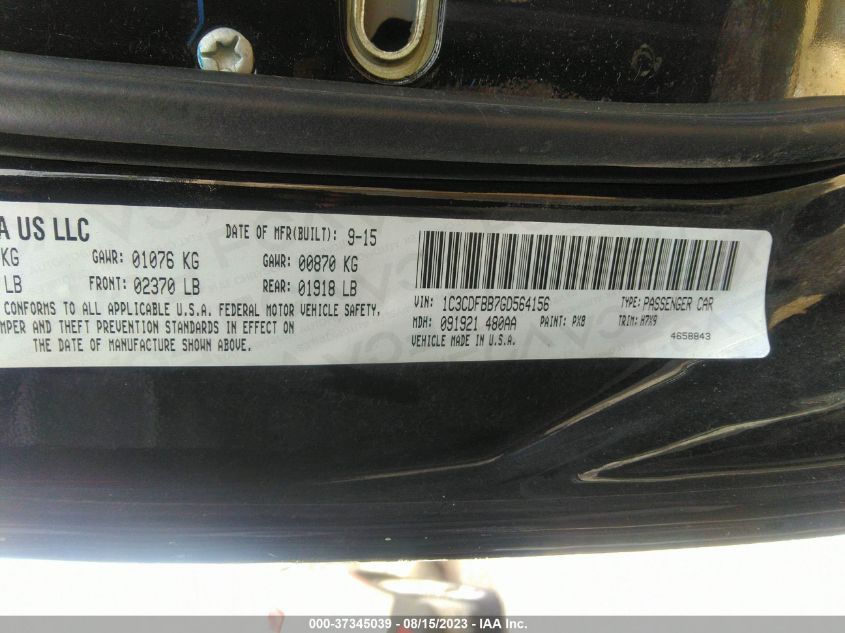 A US LLC
DATE OF MFR(BUILT): 9-15
KG GAWR: 01076 KG GAWR: 00870 KG
LB FRONT: 02370 LB REAR: 01918 LB
CONFORMS TO ALL APPLICABLE U.S.A. FEDERAL MOTOR VEHICLE SAFETY,
MPER AND THEFT PREVENTION STANDARDS IN EFFECT ON
THE DATE OF MANUFACTURE SHOWN ABOVE.
VIN: 1C3CDFBB7GD564156 TYPE: PASSENGER CAR
MDH: 091921 480AA PAINT: PX8 TRIM: H7X9
VEHICLE MADE IN U.S.A. 4658843
000-37345039 - 08/15/2023 - IAA Inc.